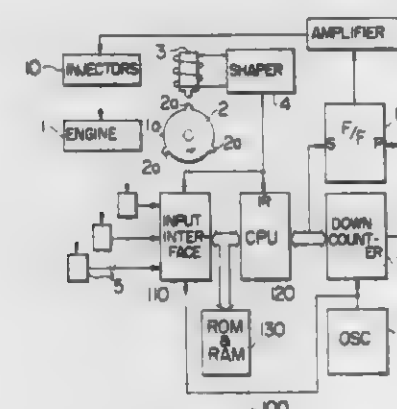 AMPLIFIER
3
10
INJECTORS
SHAPER
2a
2
4
1
ENGINE
1a
C
2a
2a
F/F
S
R
INPUT
INTER
FACE
CPU
DOWN
COUNT-
ER
5
110
120
ROM
&
RAM
130
OSC
100